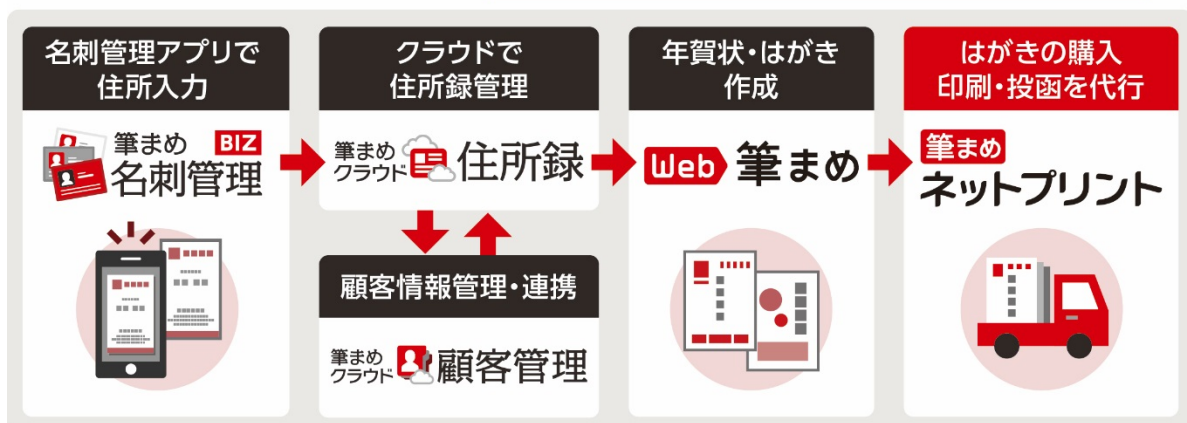 名刺管理アプリで
住所入力
筆まめ BIZ
名刺管理
クラウドで
住所録管理
筆まめ
クラウド 住所録
顧客情報管理・連携
筆まめ
クラウド 顧客管理
年賀状・はがき
作成
Web 筆まめ
はがきの購入
印刷・投函を代行
筆まめ
ネットプリント